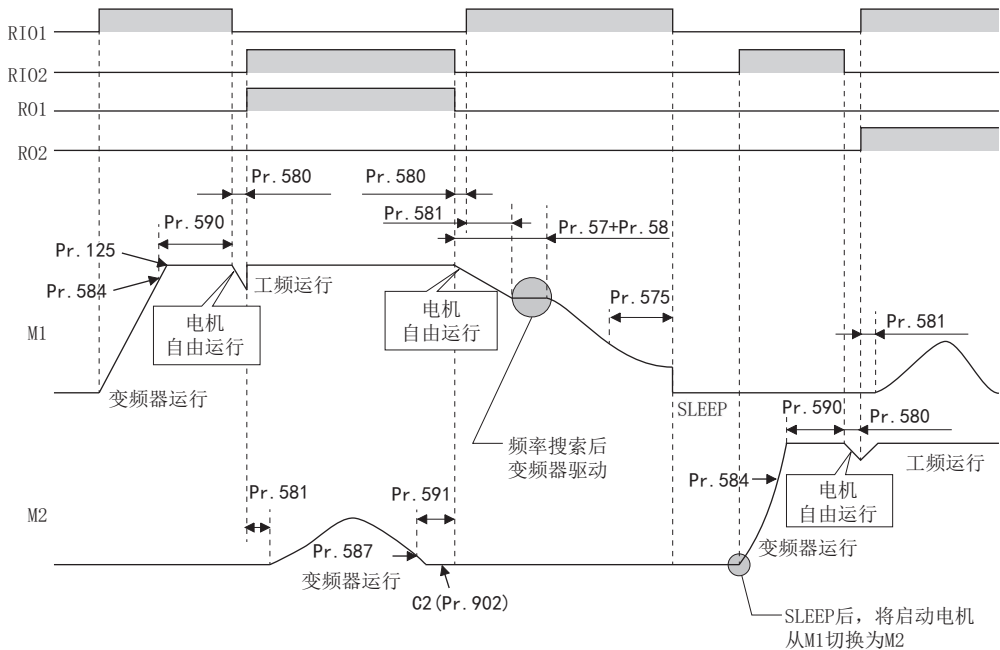 RIO1
RIO2
RO1
RO2
Pr.580
Pr.580
Pr.581
Pr.590
Pr.57+Pr.58
Pr.125
Pr.584
工频运行
Pr.575
电机
自由运行
电机
自由运行
Pr.581
M1
变频器运行
SLEEP
Pr.590
Pr.580
频率搜索后
变频器驱动
工频运行
Pr.581
Pr.591
Pr.584
电机
自由运行
M2
Pr.587
变频器运行
变频器运行
C2(Pr.902)
SLEEP后，将启动电机
从M1切换为M2